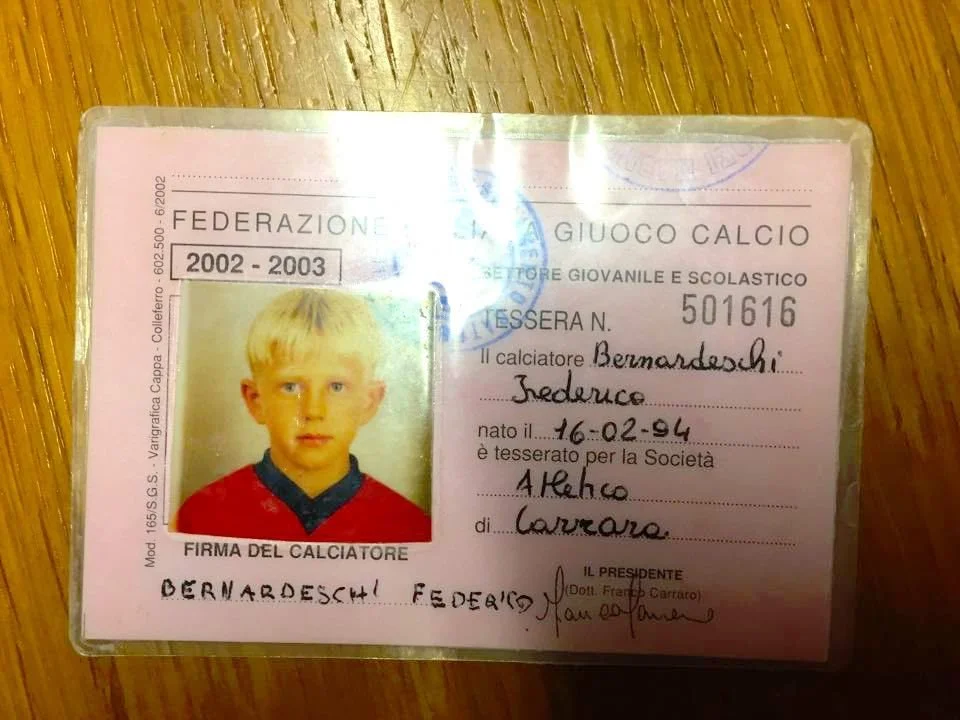 FEDERAZIONE GIUOCO CALCIO
2002 - 2003
SETTORE GIOVANILE E SCOLASTICO
TESSERA N. 501616
Il calciatore Bernardeschi
Federico
nato il 16-02-94
è tesserato per la Società
Atletico
di Carrara
FIRMA DEL CALCIATORE
BERNARDESCHI FEDERICO
IL PRESIDENTE
(Dott. Franco Carraro)
Mod. 165/S.G.S. - Varigrafica Cappa - Colleferro - 602.500 - 6/2002